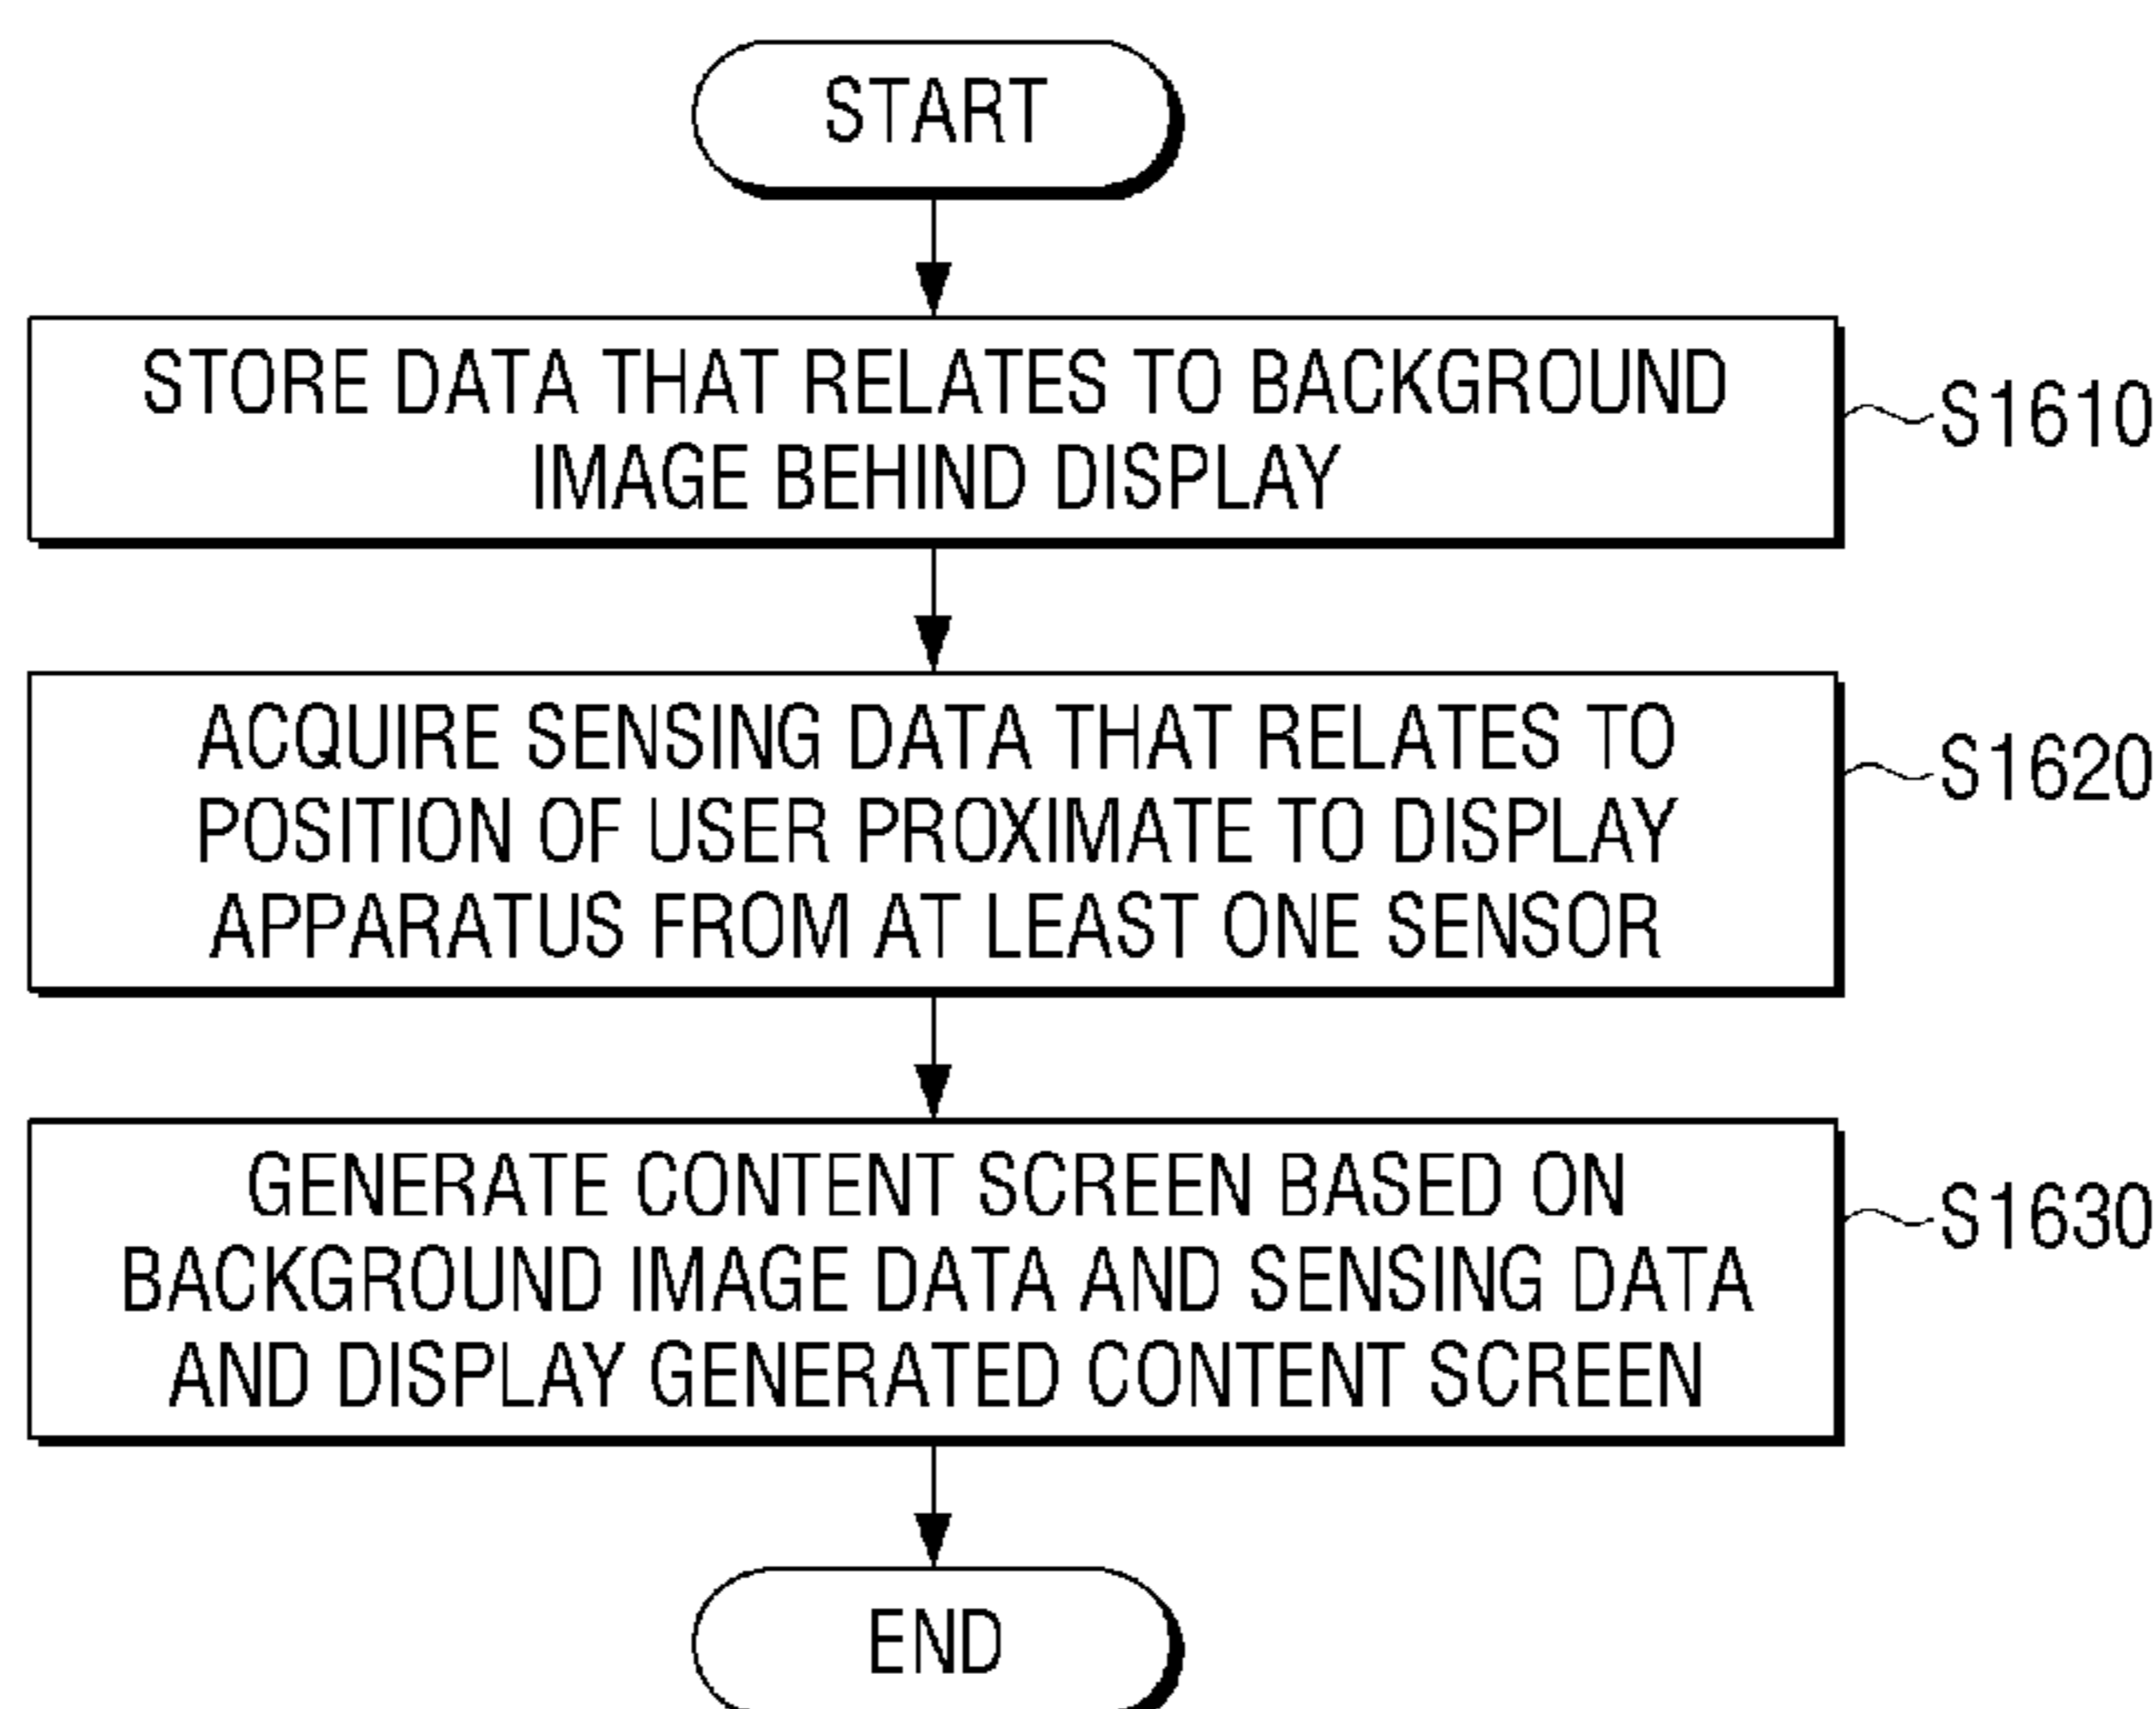 START
STORE DATA THAT RELATES TO BACKGROUND
IMAGE BEHIND DISPLAY
S1610
ACQUIRE SENSING DATA THAT RELATES TO
POSITION OF USER PROXIMATE TO DISPLAY
APPARATUS FROM AT LEAST ONE SENSOR
S1620
GENERATE CONTENT SCREEN BASED ON
BACKGROUND IMAGE DATA AND SENSING DATA
AND DISPLAY GENERATED CONTENT SCREEN
S1630
END